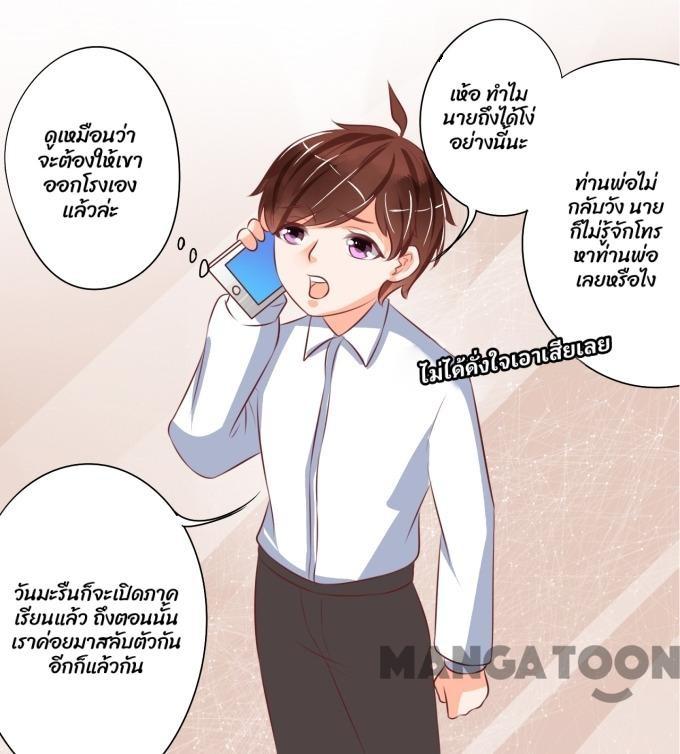 เห้อ ทำไม
นายถึงได้โง่
อย่างนี้นะ
ท่านพ่อไม่
กลับวัง นาย
ก็ไม่รู้จักโทร
หาท่านพ่อ
เลยหรือไง
ดูเหมือนว่า
จะต้องให้เขา
ออกโรงเอง
แล้วล่ะ
ไม่ได้ดั่งใจเอาเสียเลย
วันมะรืนก็จะเปิดภาค
เรียนแล้ว ถึงตอนนั้น
เราค่อยมาสลับตัวกัน
อีกก็แล้วกัน
MANGATOON